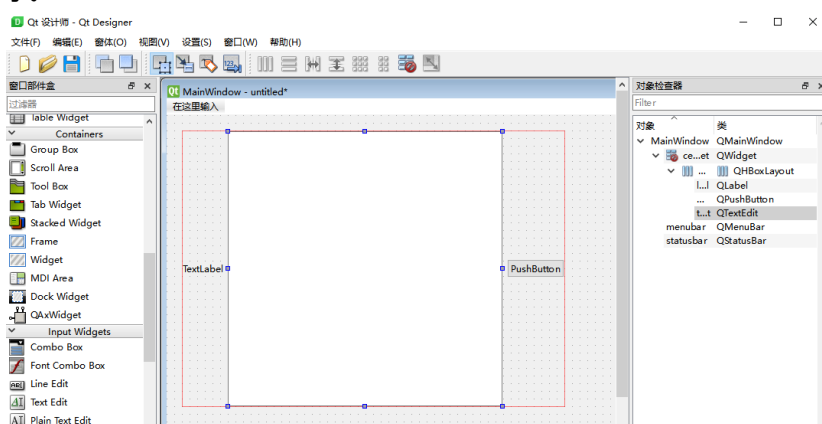 Qt 设计师 - Qt Designer
文件(F) 编辑(E) 窗体(O) 视图(V) 设置(S) 窗口(W) 帮助(H)
窗口部件盒
过滤器
Table Widget
Containers
Group Box
Scroll Area
Tool Box
Tab Widget
Stacked Widget
Frame
Widget
MDI Area
Dock Widget
QAxWidget
Input Widgets
Combo Box
Font Combo Box
Line Edit
Text Edit
Plain Text Edit
MainWindow - untitled*
在这里输入
TextLabel
PushButton
对象检查器
Filter
对象 类
MainWindow QMainWindow
ce...et QWidget
... QHBoxLayout
l...l QLabel
... QPushButton
t...t QTextEdit
menubar QMenuBar
statusbar QStatusBar